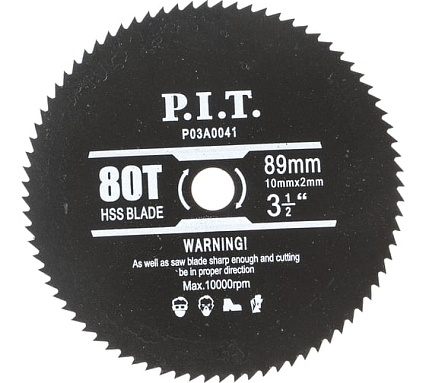 P.I.T.
P03A0041
80T
HSS BLADE
89mm
10mmx2mm
3 1/2"
WARNING!
As well as saw blade sharp enough and cutting
be in proper direction
Max.10000rpm